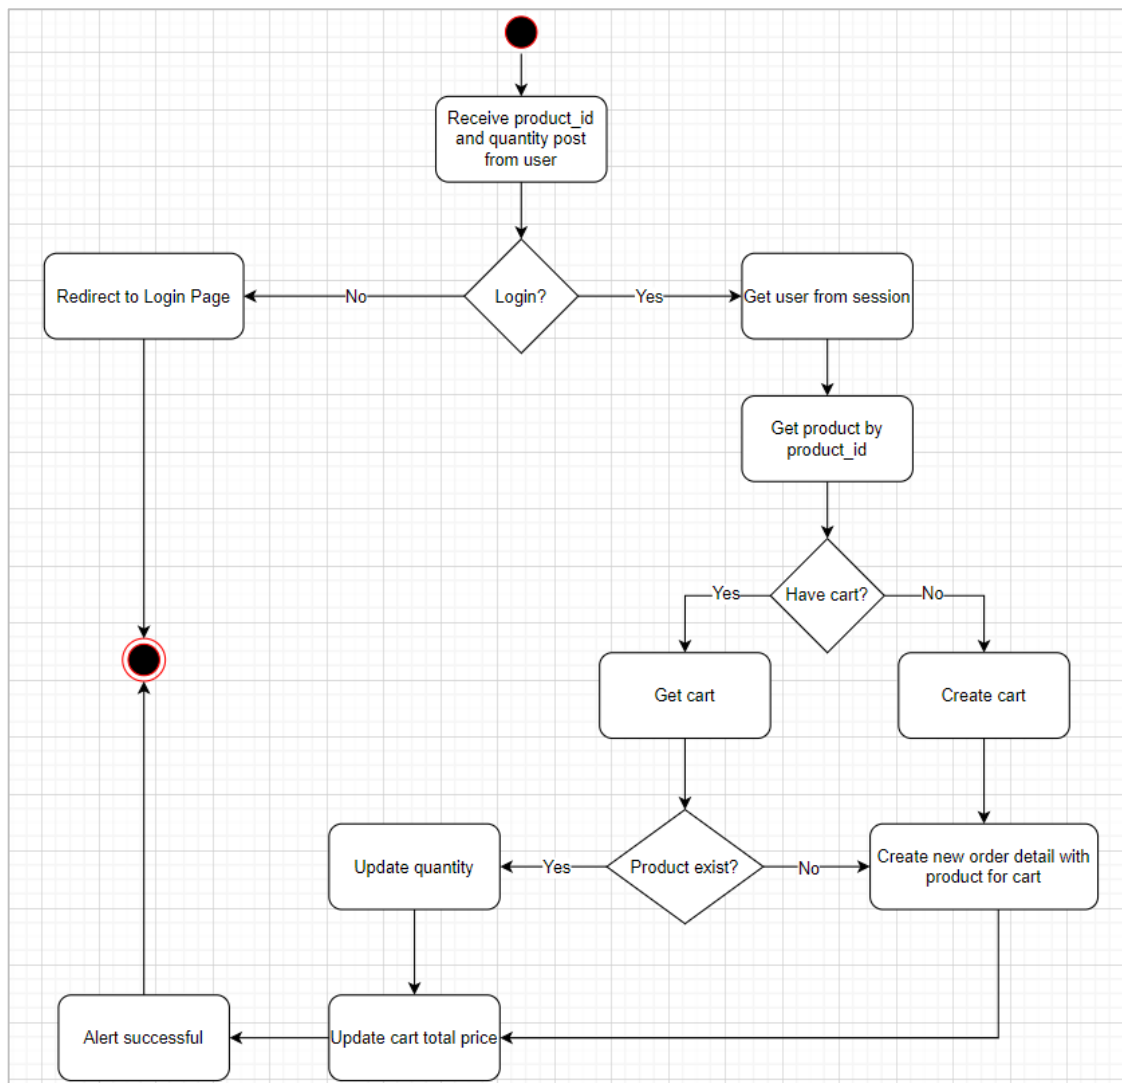 Receive product_id
and quantity post
from user
Redirect to Login Page
No
Login?
Yes
Get user from session
Get product by
product_id
Yes
Have cart?
No
Get cart
Create cart
Update quantity
Yes
Product exist?
No
Create new order detail with
product for cart
Alert successful
Update cart total price